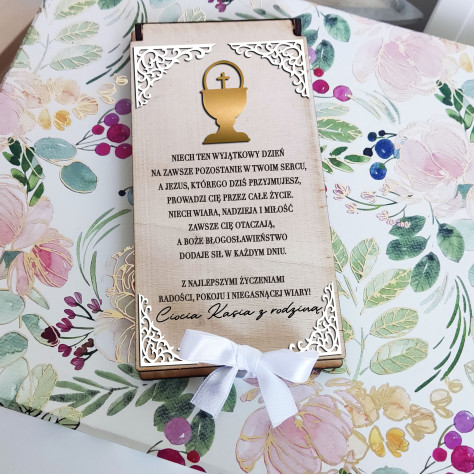 NIECH TEN WYJĄTKOWY DZIEŃ
NA ZAWSZE POZOSTANIE W TWOIM SERCU,
A JEZUS, KTÓREGO DZIŚ PRZYJMUJESZ,
PROWADZI CIĘ PRZEZ CAŁE ŻYCIE.
NIECH WIARA, NADZIEJA I MIŁOŚĆ
ZAWSZE CIĘ OTACZAJĄ,
A BOŻE BŁOGOSŁAWIEŃSTWO
DODAJE SIŁ W KAŻDYM DNIU.
Z NAJLEPSZYMI ŻYCZENIAMI
RADOŚCI, POKOJU I NIEGASNĄCEJ WIARY!
Ciocia Kasia z rodziną